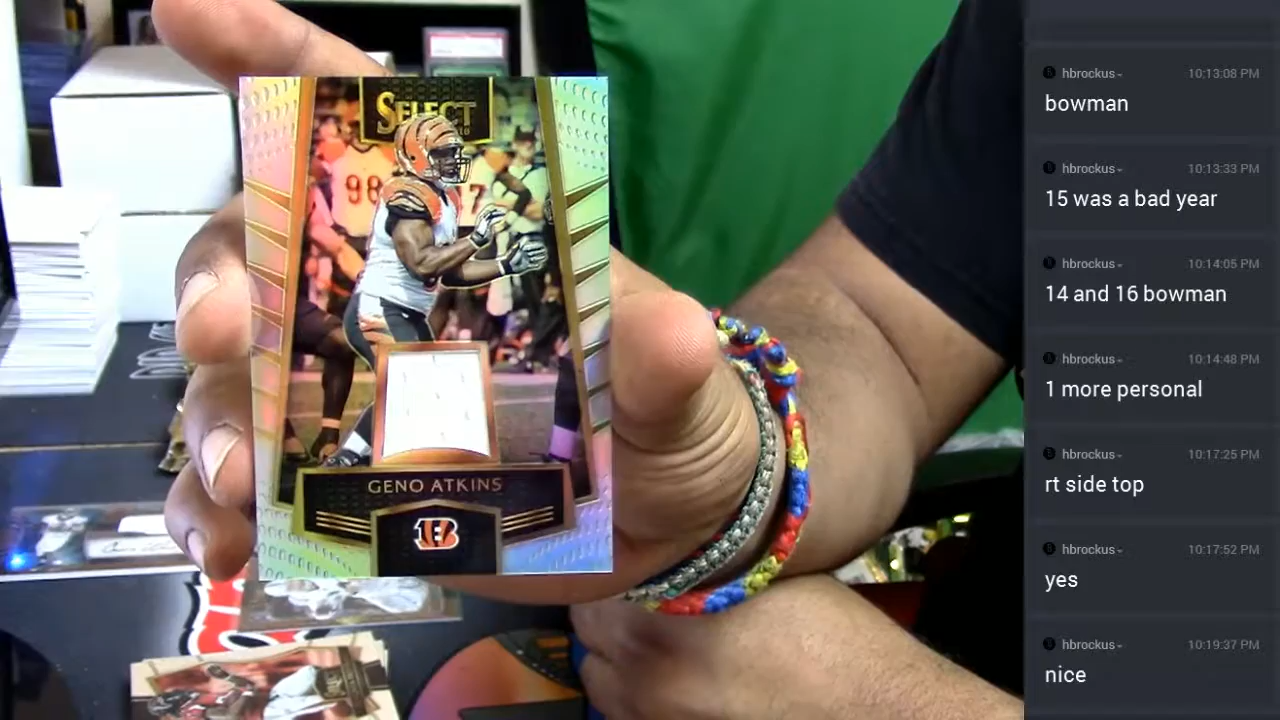 SELECT
98
7
GENO ATKINS
B
hbrockus 10:13:08 PM
bowman
hbrockus 10:13:33 PM
15 was a bad year
hbrockus 10:14:05 PM
14 and 16 bowman
hbrockus 10:14:48 PM
1 more personal
hbrockus 10:17:25 PM
rt side top
hbrockus 10:17:52 PM
yes
hbrockus 10:19:37 PM
nice